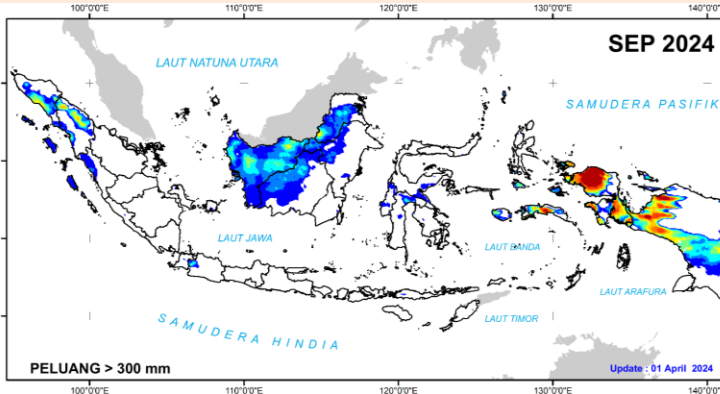 100°0'0"E 110°0'0"E 120°0'0"E 130°0'0"E 140°0'0"E
SEP 2024
LAUT NATUNA UTARA
SAMUDERA PASIFIK
LAUT JAWA
LAUT BANDA
LAUT ARAFURA
SAMUDERA HINDIA
LAUT TIMOR
PELUANG > 300 mm
Update : 01 April 2024
100°0'0"E 110°0'0"E 120°0'0"E 130°0'0"E 140°0'0"E